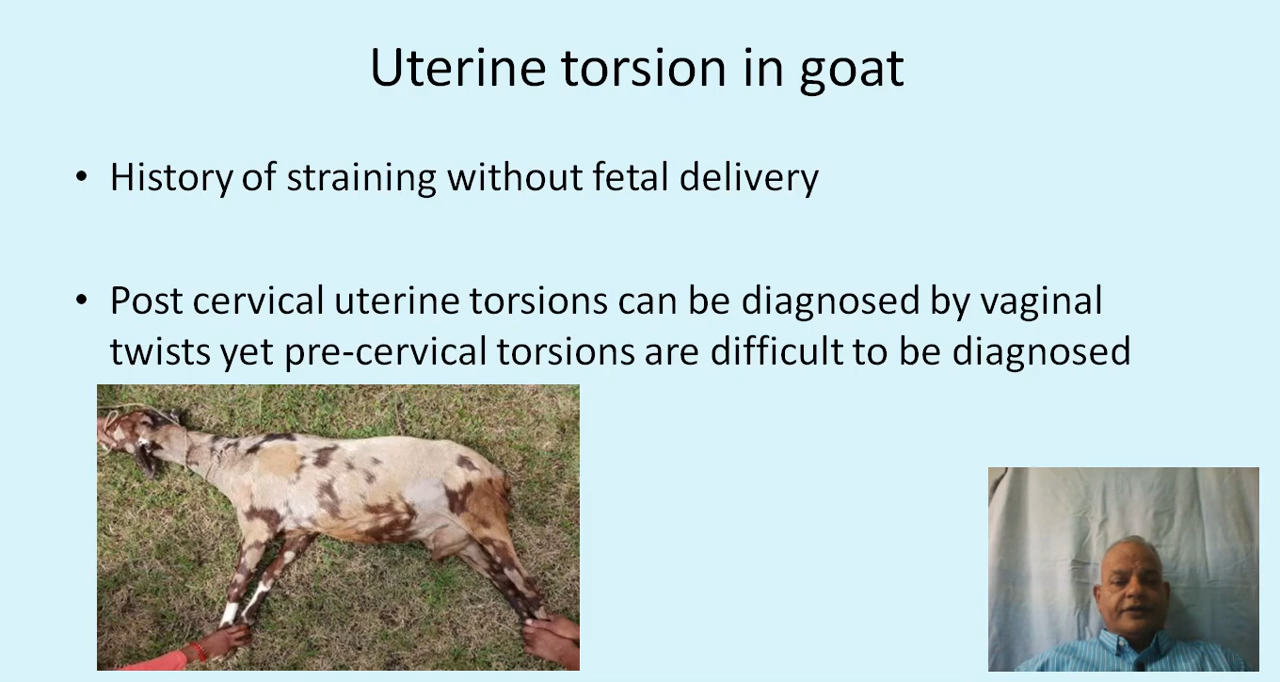 Uterine torsion in goat
• History of straining without fetal delivery
• Post cervical uterine torsions can be diagnosed by vaginal
twists yet pre-cervical torsions are difficult to be diagnosed